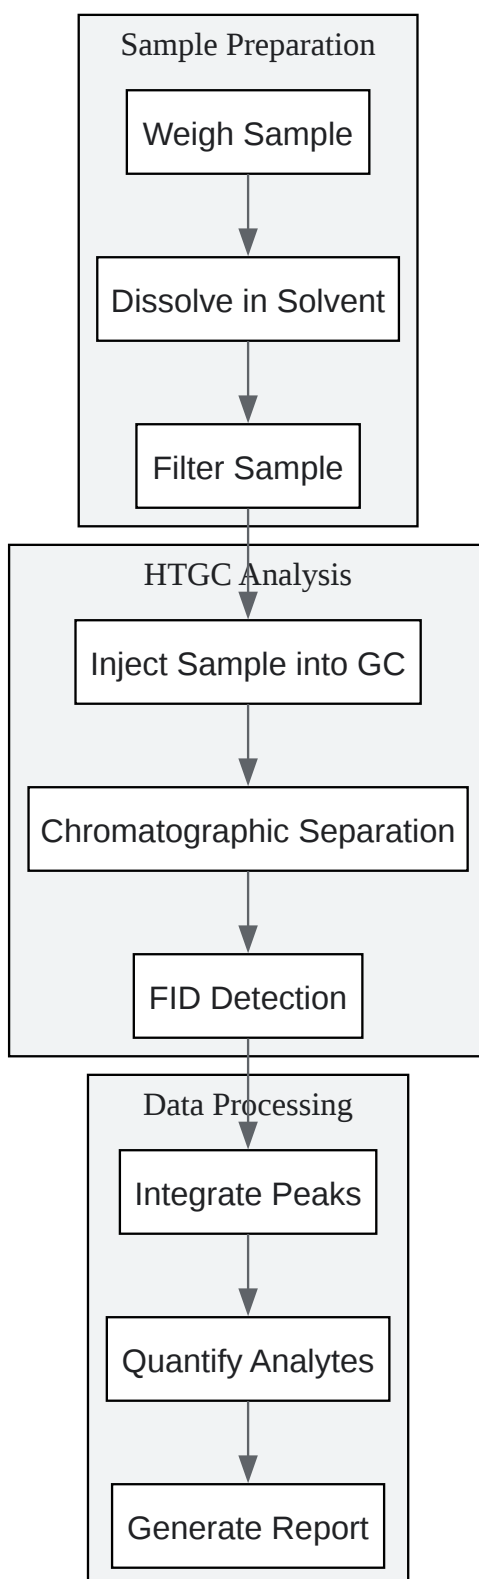 Sample Preparation
Weigh Sample
Dissolve in Solvent
Filter Sample
HTGC Analysis
Inject Sample into GC
Chromatographic Separation
FID Detection
Data Processing
Integrate Peaks
Quantify Analytes
Generate Report